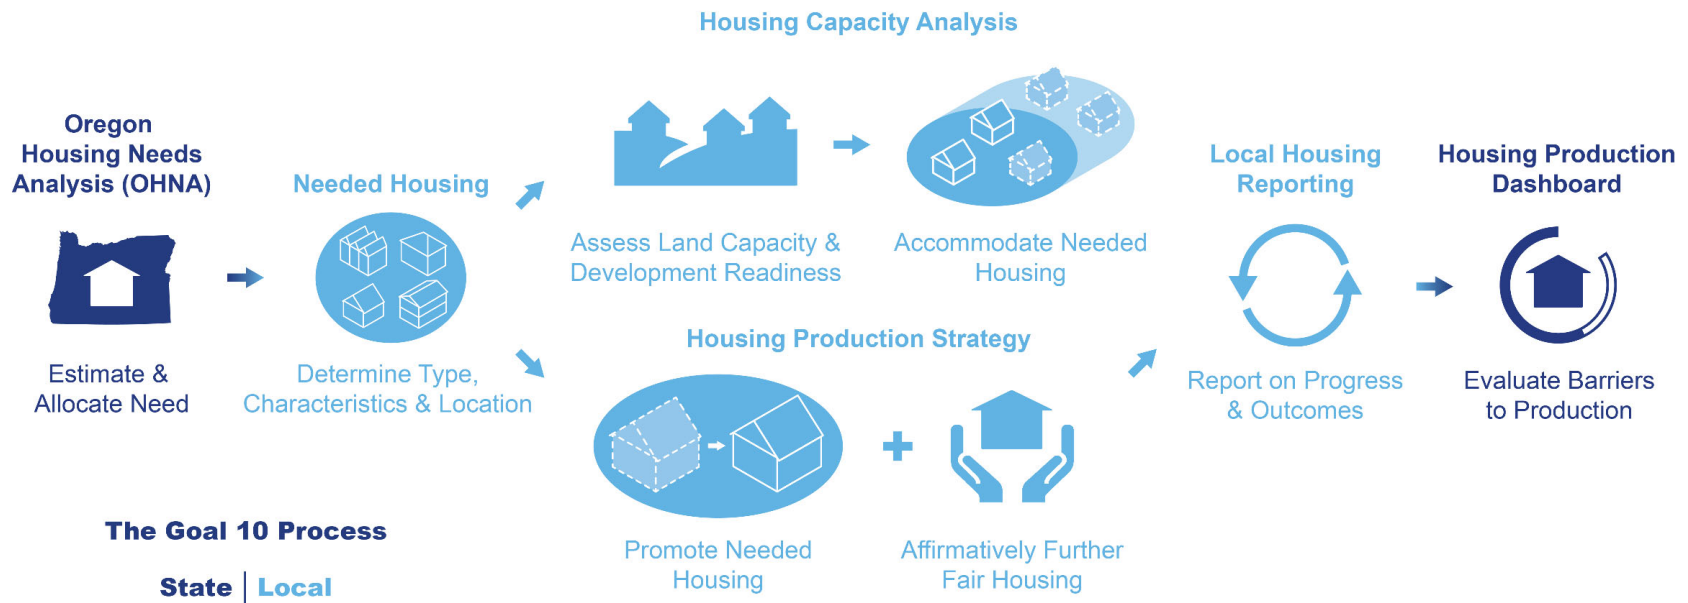 Housing Capacity Analysis
Oregon
Housing Needs
Analysis (OHNA)
Estimate &
Allocate Need
Needed Housing
Determine Type,
Characteristics & Location
Assess Land Capacity &
Development Readiness
Accommodate Needed
Housing
Housing Production Strategy
Promote Needed
Housing
Affirmatively Further
Fair Housing
Local Housing
Reporting
Report on Progress
& Outcomes
Housing Production
Dashboard
Evaluate Barriers
to Production
The Goal 10 Process
State | Local